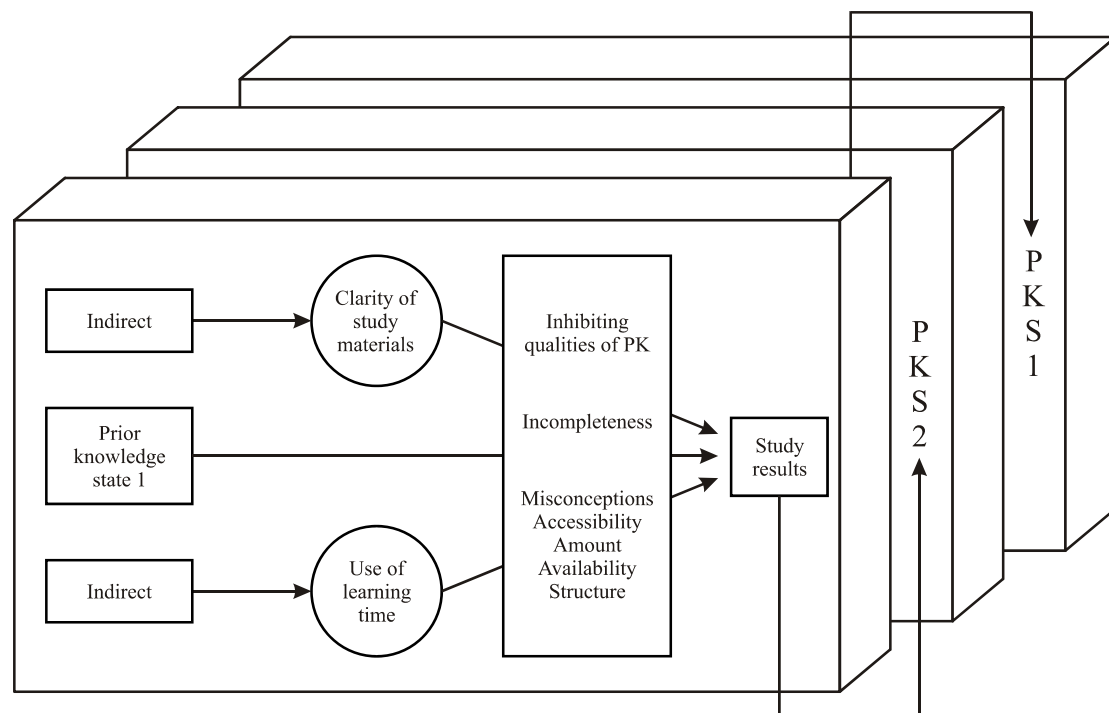 Indirect
Clarity of
study
materials
Inhibiting
qualities of PK
Prior
knowledge
state 1
Incompleteness
Study
results
Misconceptions
Accessibility
Amount
Availability
Structure
Indirect
Use of
learning
time
P
K
S
2
P
K
S
1